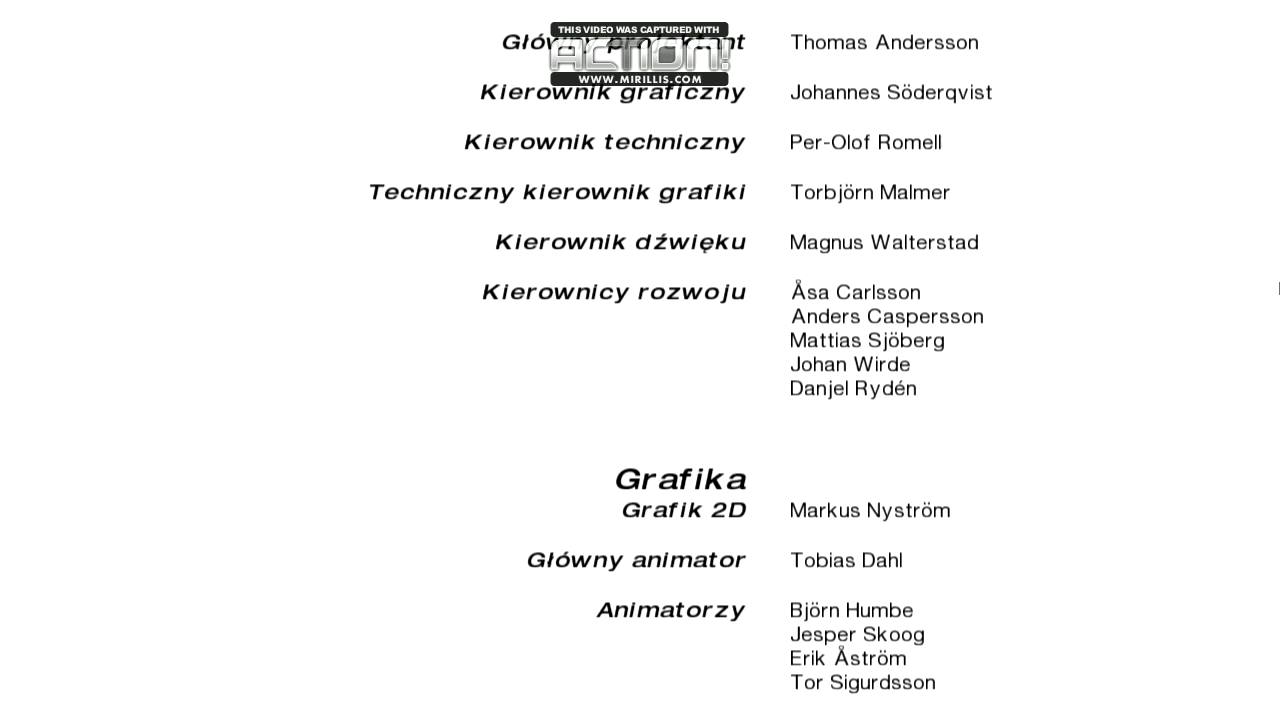 THIS VIDEO WAS CAPTURED WITH
ACTION!
WWW.MIRILLIS.COM
Główny projektant Thomas Andersson
Kierownik graficzny Johannes Söderqvist
Kierownik techniczny Per-Olof Romell
Techniczny kierownik grafiki Torbjörn Malmer
Kierownik dźwięku Magnus Walterstad
Kierownicy rozwoju Åsa Carlsson
Anders Caspersson
Mattias Sjöberg
Johan Wirde
Danjel Rydén
Grafika
Grafik 2D Markus Nyström
Główny animator Tobias Dahl
Animatorzy Björn Humbe
Jesper Skoog
Erik Åström
Tor Sigurdsson